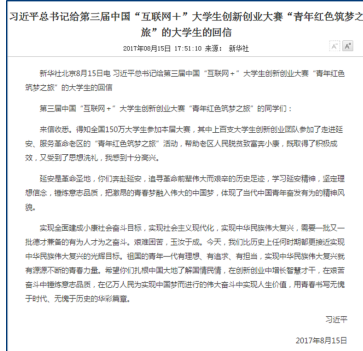 习近平总书记给第三届中国“互联网＋”大学生创新创业大赛“青年红色筑梦之
旅”的大学生的回信
2017年08月15日 17:51:10 来源： 新华社
A⁻ A⁺
新华社北京8月15日电 习近平总书记给第三届中国“互联网＋”大学生创新创业大赛“青年红色
筑梦之旅”的大学生的回信
第三届中国“互联网＋”大学生创新创业大赛“青年红色筑梦之旅”的同学们：
来信收悉。得知全国150万大学生参加本届大赛，其中上百支大学生创新创业团队参加了走进延
安、服务革命老区的“青年红色筑梦之旅”活动，帮助老区人民脱贫致富奔小康，既取得了积极成
效，又受到了思想洗礼，我感到十分高兴。
延安是革命圣地，你们奔赴延安，追寻革命前辈伟大而艰辛的历史足迹，学习延安精神，坚定理
想信念，锤炼意志品质，把激昂的青春梦融入伟大的中国梦，体现了当代中国青年奋发有为的精神风
貌。
实现全面建成小康社会奋斗目标，实现社会主义现代化，实现中华民族伟大复兴，需要一批又一
批德才兼备的有为人才为之奋斗。艰难困苦，玉汝于成。今天，我们比历史上任何时期都更接近实现
中华民族伟大复兴的光辉目标。祖国的青年一代有理想、有追求、有担当，实现中华民族伟大复兴就
有源源不断的青春力量。希望你们扎根中国大地了解国情民情，在创新创业中增长智慧才干，在艰苦
奋斗中锤炼意志品质，在亿万人民为实现中国梦而进行的伟大奋斗中实现人生价值，用青春书写无愧
于时代、无愧于历史的华彩篇章。
习近平
2017年8月15日